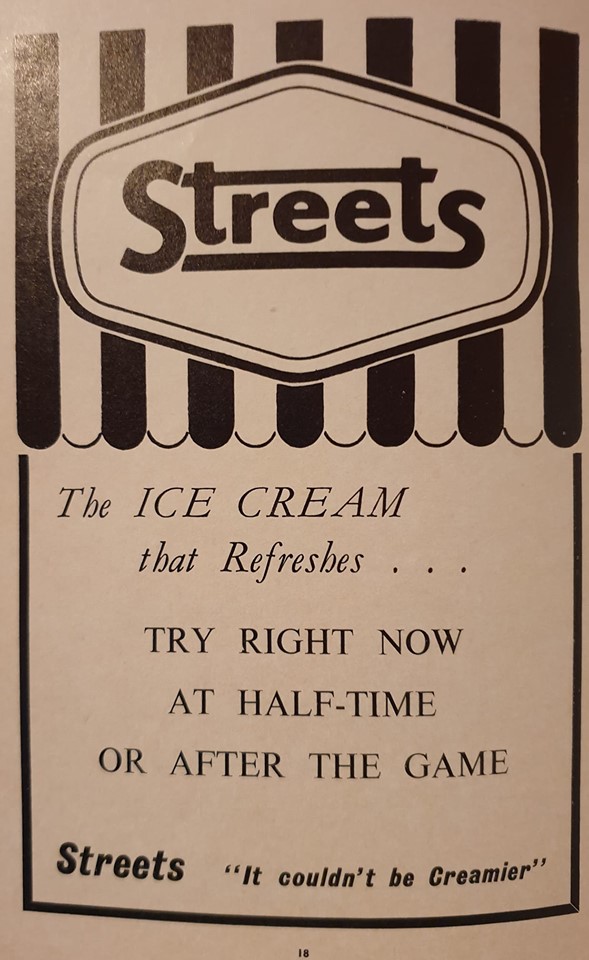 Streets
The ICE CREAM
that Refreshes . . .
TRY RIGHT NOW
AT HALF-TIME
OR AFTER THE GAME
Streets "It couldn't be Creamier"
18